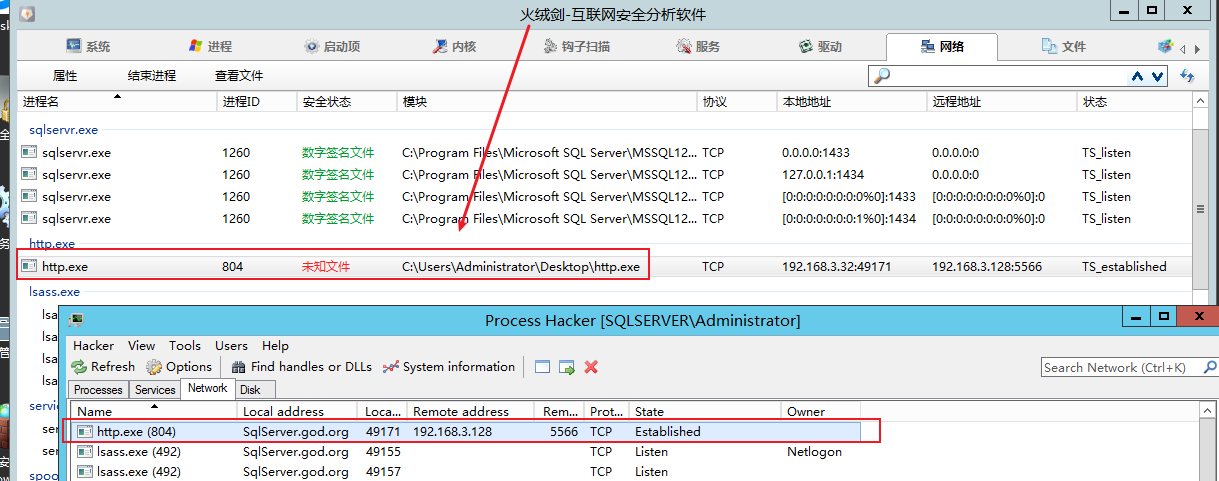 火绒剑-互联网安全分析软件
系统 进程 启动项 内核 钩子扫描 服务 驱动 网络 文件
属性 结束进程 查看文件
进程名 进程ID 安全状态 模块 协议 本地地址 远程地址 状态
sqlservr.exe
sqlservr.exe 1260 数字签名文件 C:\Program Files\Microsoft SQL Server\MSSQL12... TCP 0.0.0.0:1433 0.0.0.0:0 TS_listen
sqlservr.exe 1260 数字签名文件 C:\Program Files\Microsoft SQL Server\MSSQL12... TCP 127.0.0.1:1434 0.0.0.0:0 TS_listen
sqlservr.exe 1260 数字签名文件 C:\Program Files\Microsoft SQL Server\MSSQL12... TCP [0:0:0:0:0:0:0:0%0]:1433 [0:0:0:0:0:0:0:0%0]:0 TS_listen
sqlservr.exe 1260 数字签名文件 C:\Program Files\Microsoft SQL Server\MSSQL12... TCP [0:0:0:0:0:0:0:1%0]:1434 [0:0:0:0:0:0:0:0%0]:0 TS_listen
http.exe
http.exe 804 未知文件 C:\Users\Administrator\Desktop\http.exe TCP 192.168.3.32:49171 192.168.3.128:5566 TS_established
lsass.exe
Process Hacker [SQLSERVER\Administrator]
Hacker View Tools Users Help
Refresh Options Find handles or DLLs System information Search Network (Ctrl+K)
Processes Services Network Disk
Name Local address Loca... Remote address Rem... Prot... State Owner
http.exe (804) SqlServer.god.org 49171 192.168.3.128 5566 TCP Established
lsass.exe (492) SqlServer.god.org 49155 TCP Listen Netlogon
lsass.exe (492) SqlServer.god.org 49157 TCP Listen